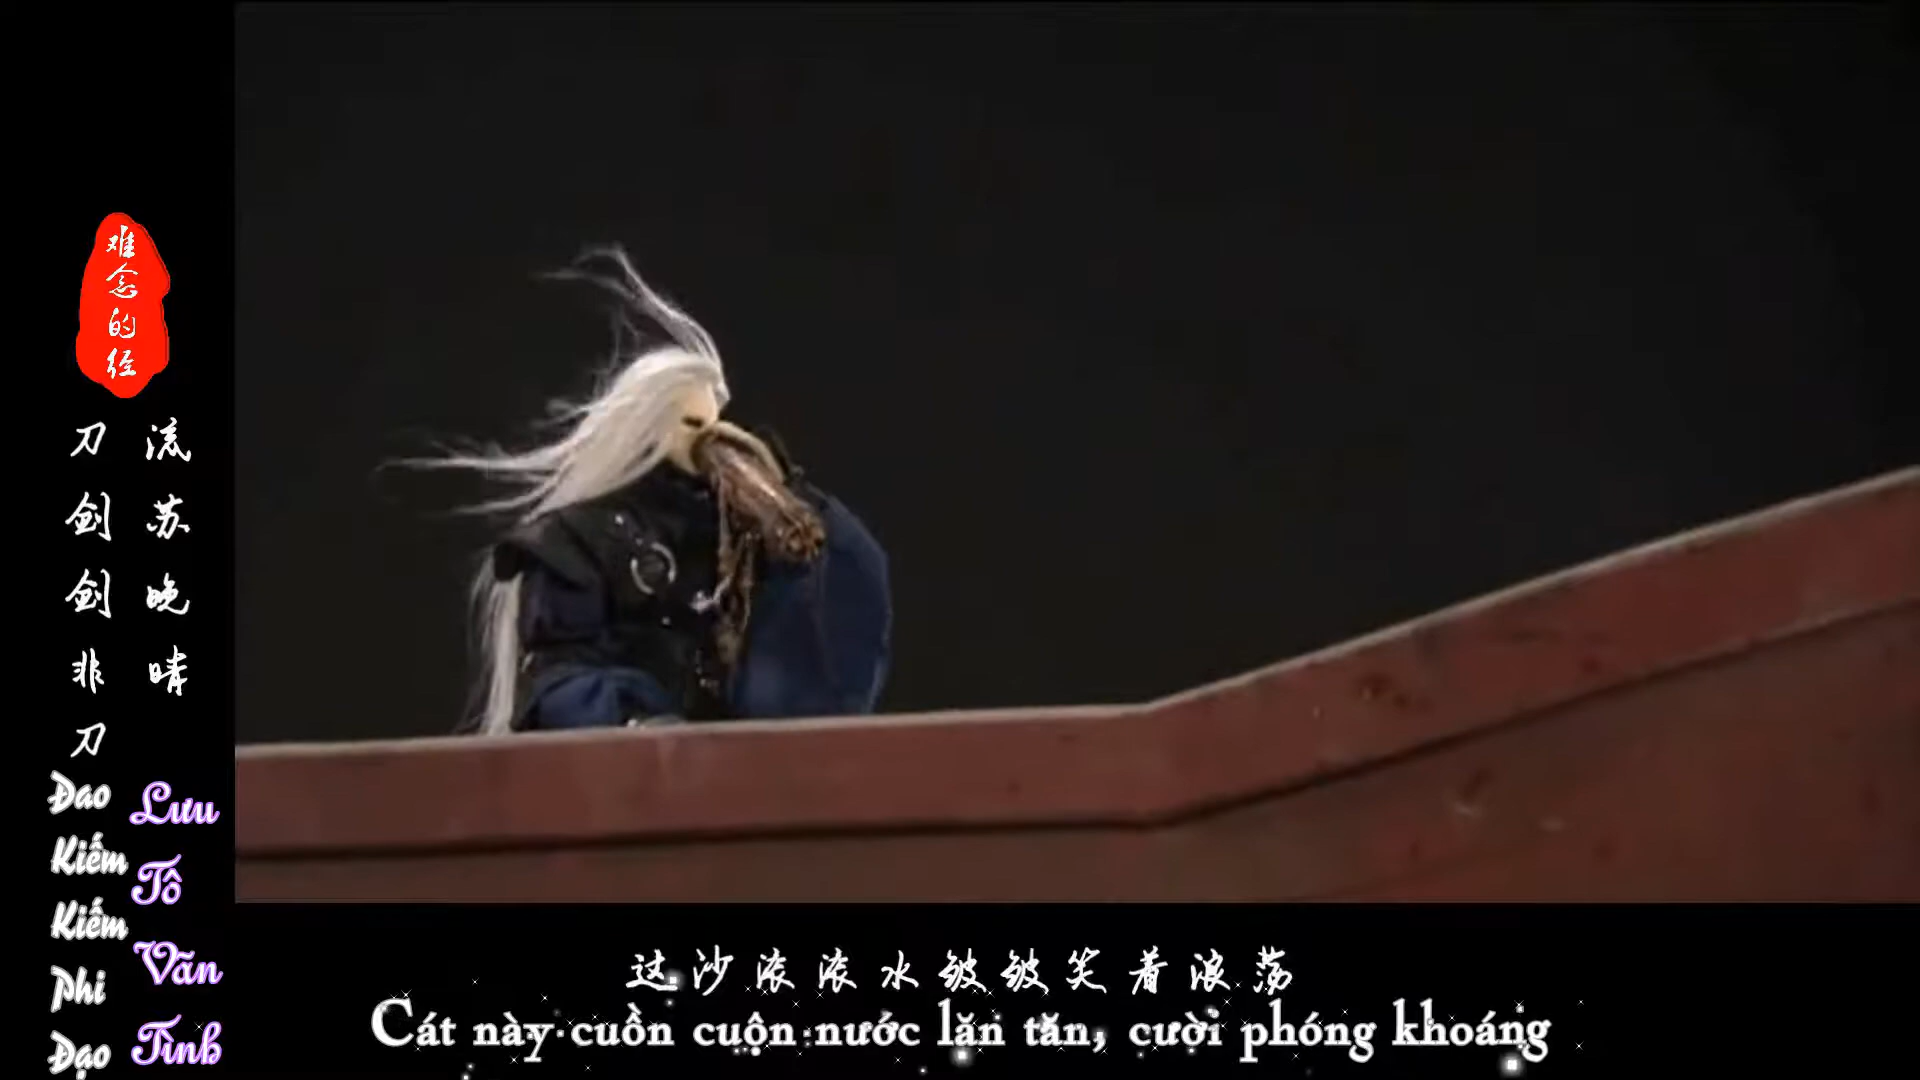 难念的经
刀剑剑非刀
流苏晚晴
Đao Kiếm Kiếm Phi Đạo
Lưu Tô Vãn Tình
这沙滚滚水皱皱笑着浪荡
Cát này cuồn cuộn nước lăn tăn, cười phóng khoáng